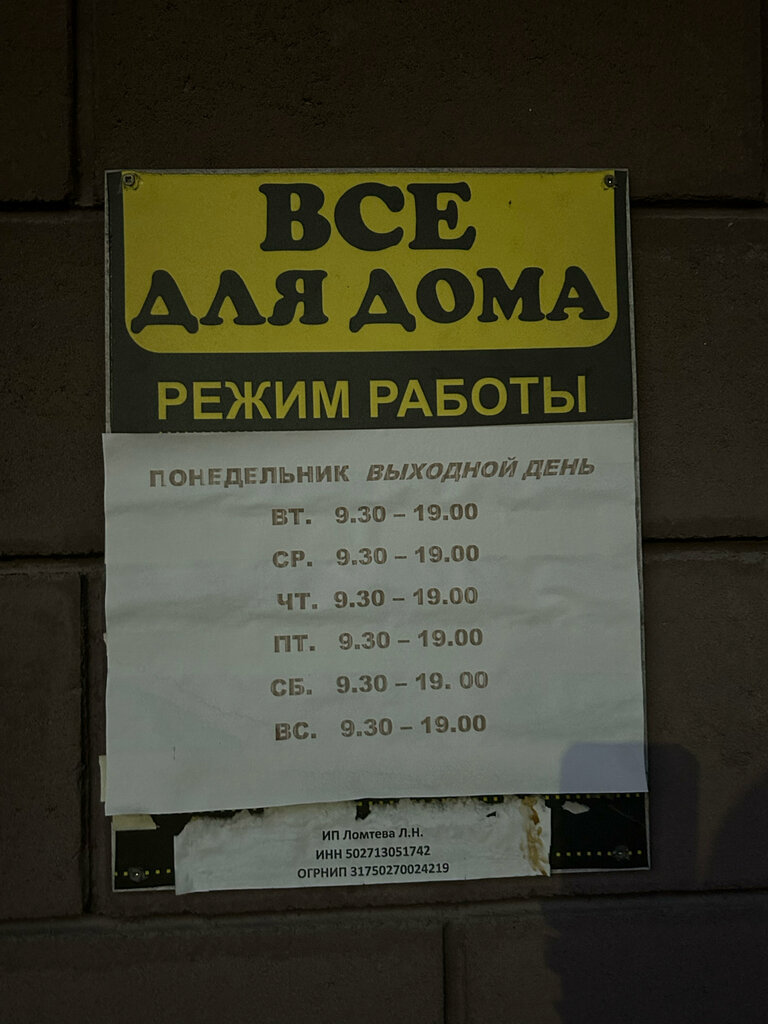 ВСЕ
ДЛЯ ДОМА
РЕЖИМ РАБОТЫ
ПОНЕДЕЛЬНИК ВЫХОДНОЙ ДЕНЬ
ВТ. 9.30 – 19.00
СР. 9.30 – 19.00
ЧТ. 9.30 – 19.00
ПТ. 9.30 – 19.00
СБ. 9.30 – 19. 00
ВС. 9.30 – 19.00
ИП Ломтева Л.Н.
ИНН 502713051742
ОГРНИП 31750270024219